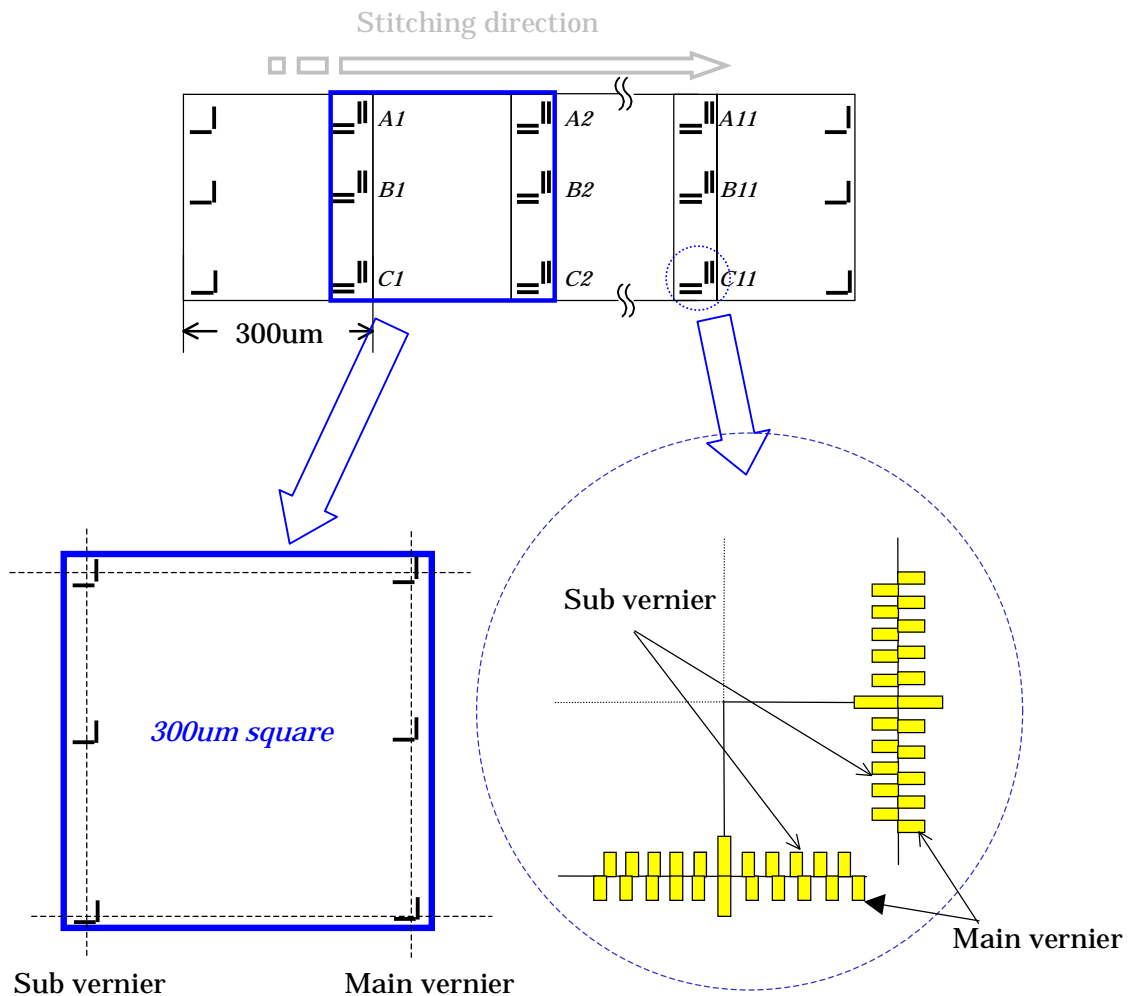 Stitching direction
A1
A2
A11
B1
B2
B11
C1
C2
C11
300um
Sub vernier
300um square
Main vernier
Sub vernier
Main vernier